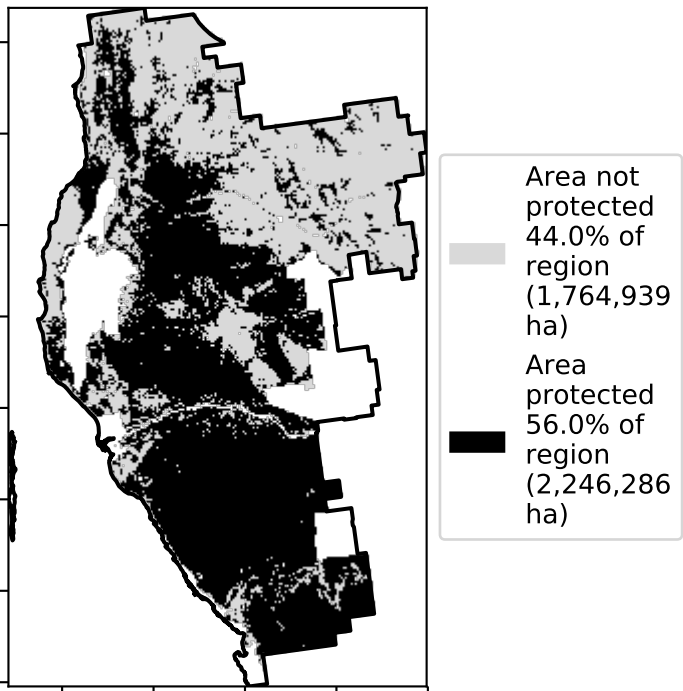 Area not
protected
44.0% of
region
(1,764,939
ha)
Area
protected
56.0% of
region
(2,246,286
ha)